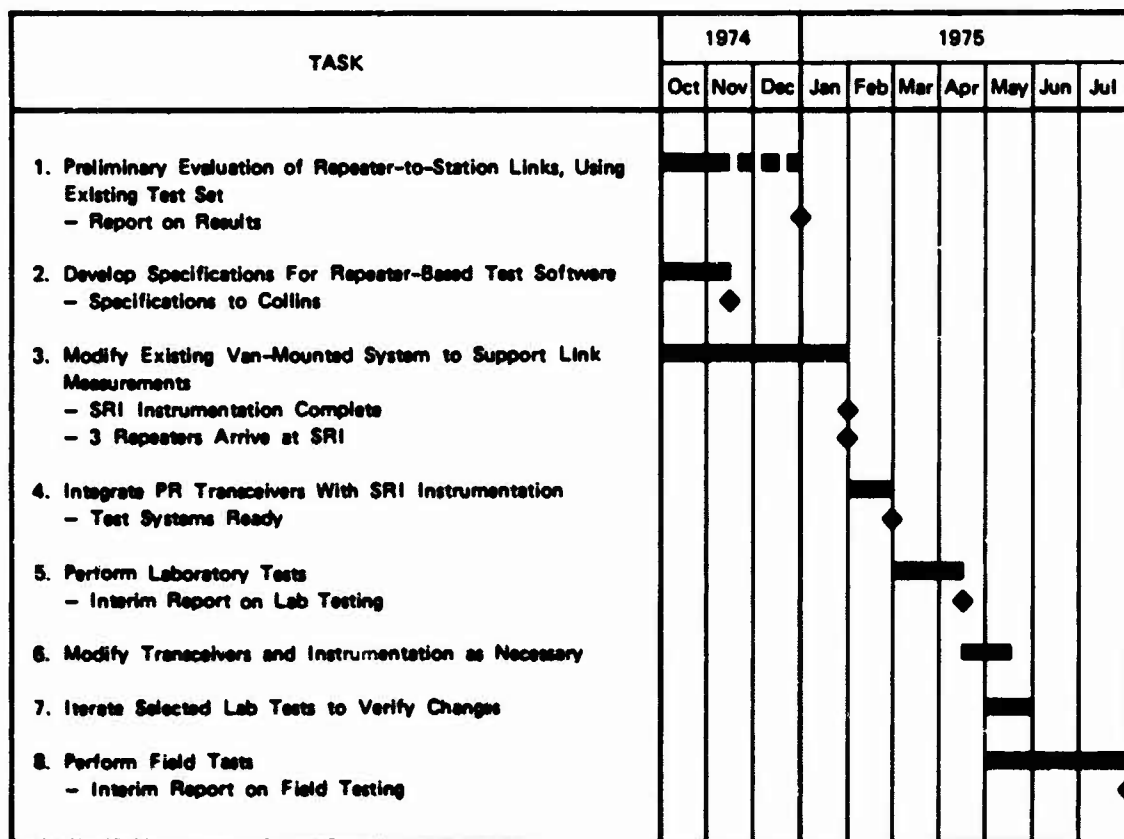 TASK
1974
1975
Oct Nov Dec Jan Feb Mar Apr May Jun Jul
1. Preliminary Evaluation of Repeater-to-Station Links, Using
Existing Test Set
– Report on Results
2. Develop Specifications For Repeater-Based Test Software
– Specifications to Collins
3. Modify Existing Van-Mounted System to Support Link
Measurements
– SRI Instrumentation Complete
– 3 Repeaters Arrive at SRI
4. Integrate PR Transceivers With SRI Instrumentation
– Test Systems Ready
5. Perform Laboratory Tests
– Interim Report on Lab Testing
6. Modify Transceivers and Instrumentation as Necessary
7. Iterate Selected Lab Tests to Verify Changes
8. Perform Field Tests
– Interim Report on Field Testing